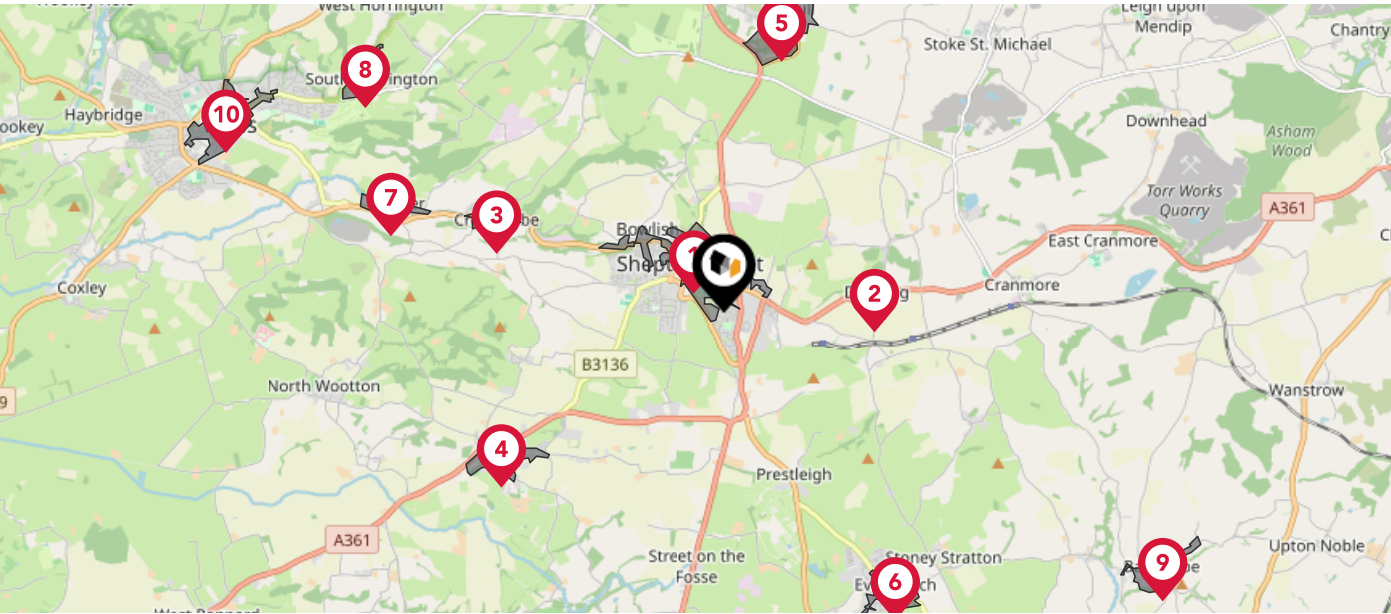 West Horrington
Leigh upon
Mendip
5
Stoke St. Michael
Chantry
8
10
Haybridge
Downhead
Asham
Wood
Torr Works
Quarry
7
3
A361
East Cranmore
1
2
Cranmore
Coxley
B3136
North Wootton
9
Wanstrow
4
Prestleigh
A361
Street on the
Fosse
Stoney Stratton
6
9
Upton Noble